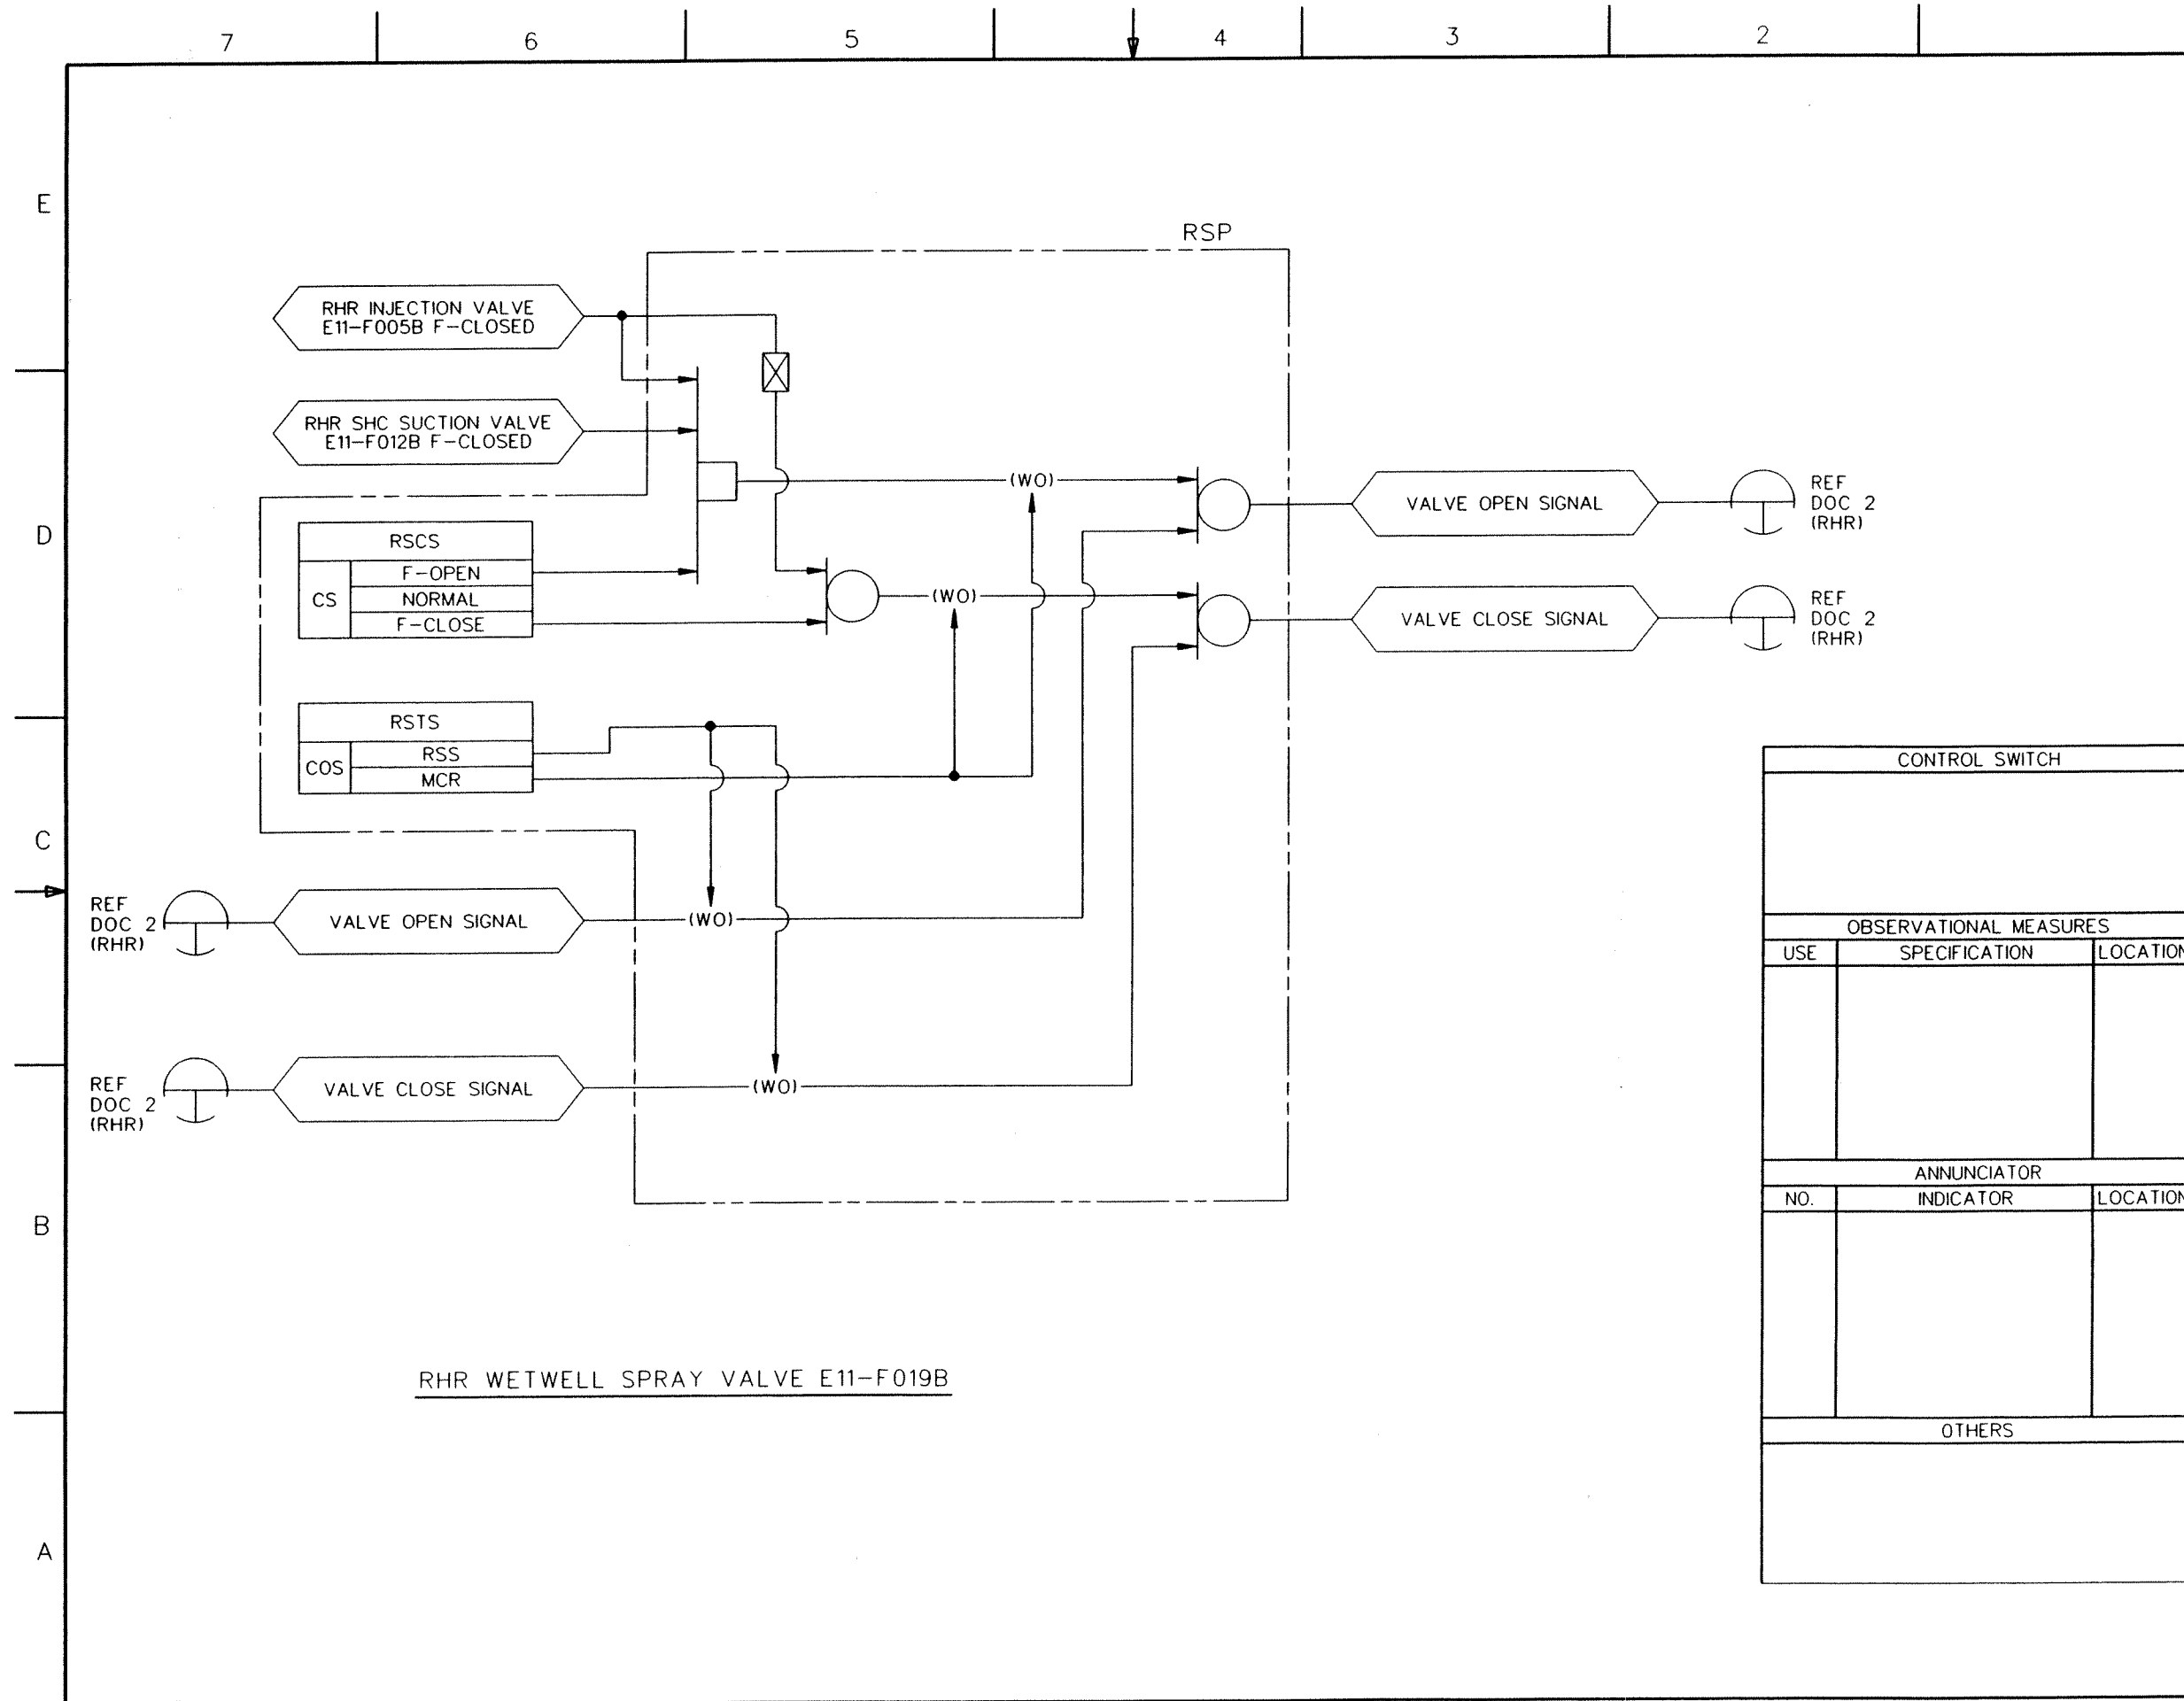 7
6
5
4
3
2
E
RSP
RHR INJECTION VALVE
E11-F005B F-CLOSED
RHR SHC SUCTION VALVE
E11-F012B F-CLOSED
(WO)
VALVE OPEN SIGNAL
REF
DOC 2
(RHR)
D
RSCS
CS
F-OPEN
NORMAL
F-CLOSE
(WO)
VALVE CLOSE SIGNAL
REF
DOC 2
(RHR)
RSTS
COS
RSS
MCR
CONTROL SWITCH
C
REF
DOC 2
(RHR)
VALVE OPEN SIGNAL
(WO)
OBSERVATIONAL MEASURES
USE
SPECIFICATION
LOCATION
REF
DOC 2
(RHR)
VALVE CLOSE SIGNAL
(WO)
ANNUNCIATOR
NO.
INDICATOR
LOCATION
B
RHR WETWELL SPRAY VALVE E11-F019B
OTHERS
A